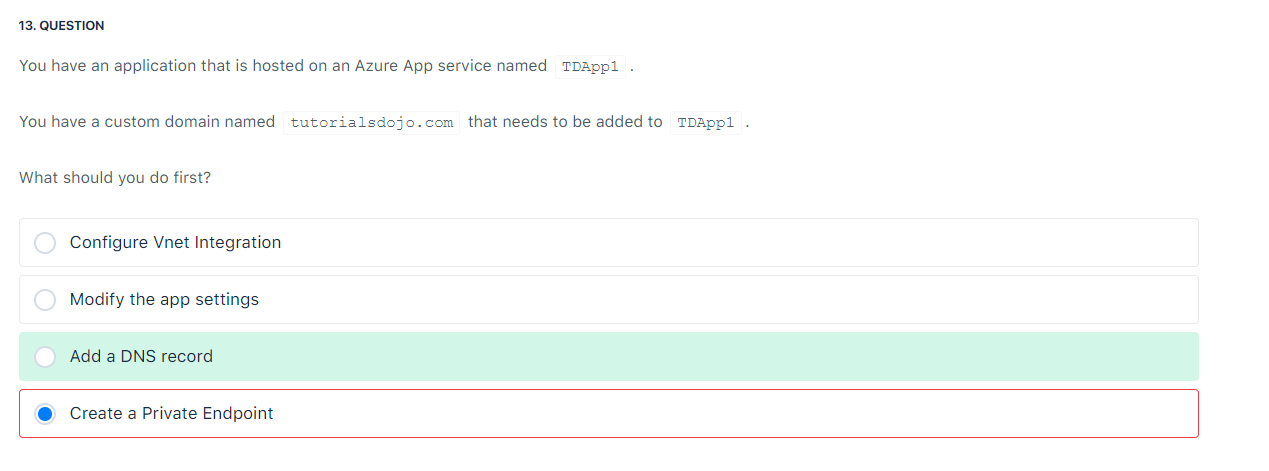 13. QUESTION
You have an application that is hosted on an Azure App service named TDApp1 .
You have a custom domain named tutorialsdojo.com that needs to be added to TDApp1 .
What should you do first?
Configure Vnet Integration
Modify the app settings
Add a DNS record
Create a Private Endpoint